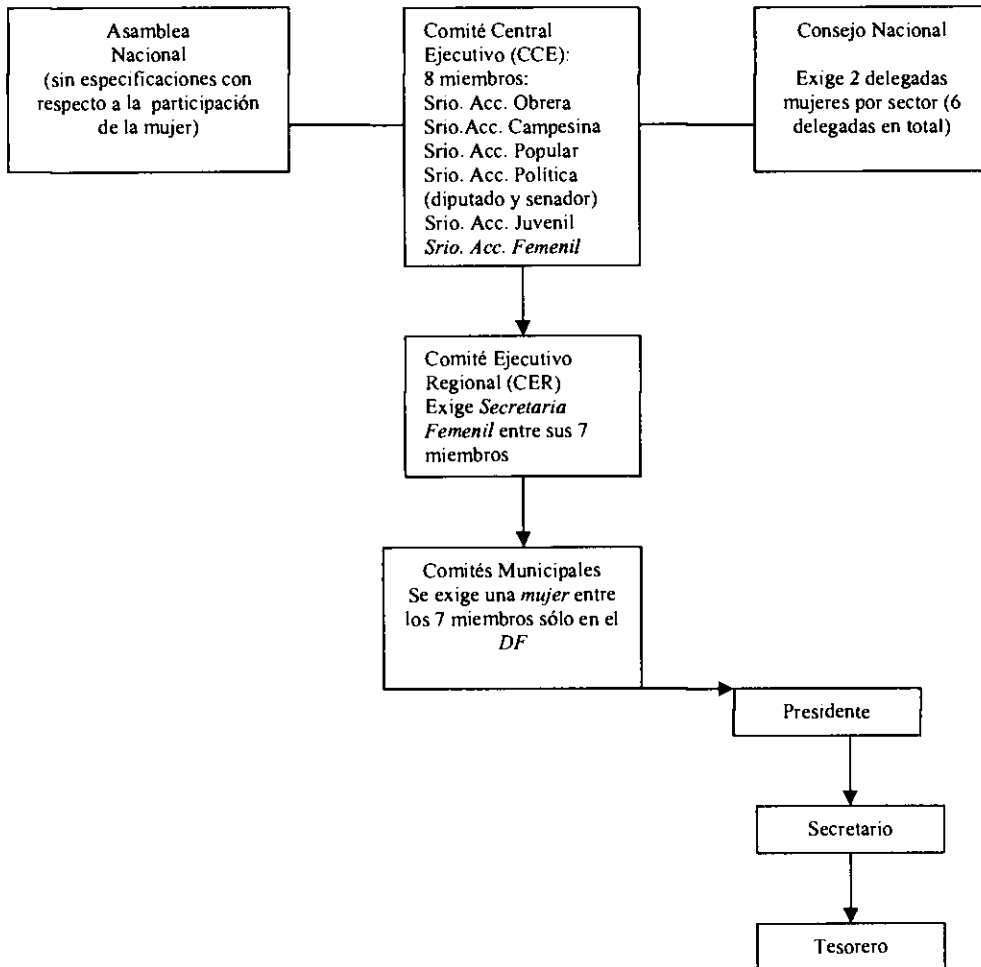 Asamblea
Nacional
(sin especificaciones con
respecto a la participación
de la mujer)
Comité Central
Ejecutivo (CCE):
8 miembros:
Srio. Acc. Obrera
Srio.Acc. Campesina
Srio. Acc. Popular
Srio. Acc. Política
(diputado y senador)
Srio. Acc. Juvenil
Srio. Acc. Femenil
Consejo Nacional
Exige 2 delegadas
mujeres por sector (6
delegadas en total)
Comité Ejecutivo
Regional (CER)
Exige Secretaria
Femenil entre sus 7
miembros
Comités Municipales
Se exige una mujer entre
los 7 miembros sólo en el
DF
Presidente
Secretario
Tesorero